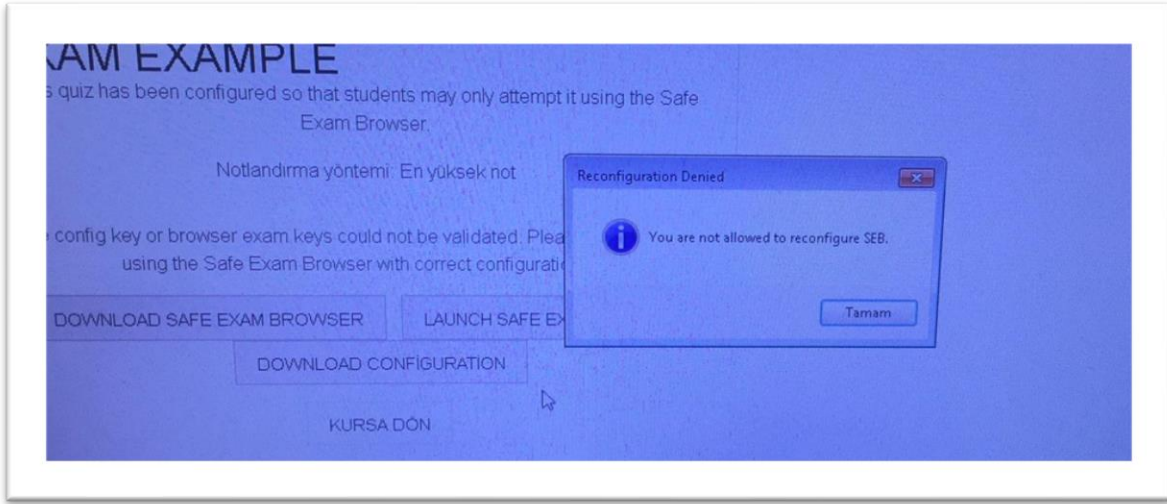 AM EXAMPLE
s quiz has been configured so that students may only attempt it using the Safe
Exam Browser.
Notlandırma yöntemi: En yüksek not
config key or browser exam keys could not be validated. Plea
using the Safe Exam Browser with correct configurati
DOWNLOAD SAFE EXAM BROWSER
LAUNCH SAFE EX
DOWNLOAD CONFİGURATİON
KURSA DÖN
Reconfiguration Denied
You are not allowed to reconfigure SEB.
Tamam